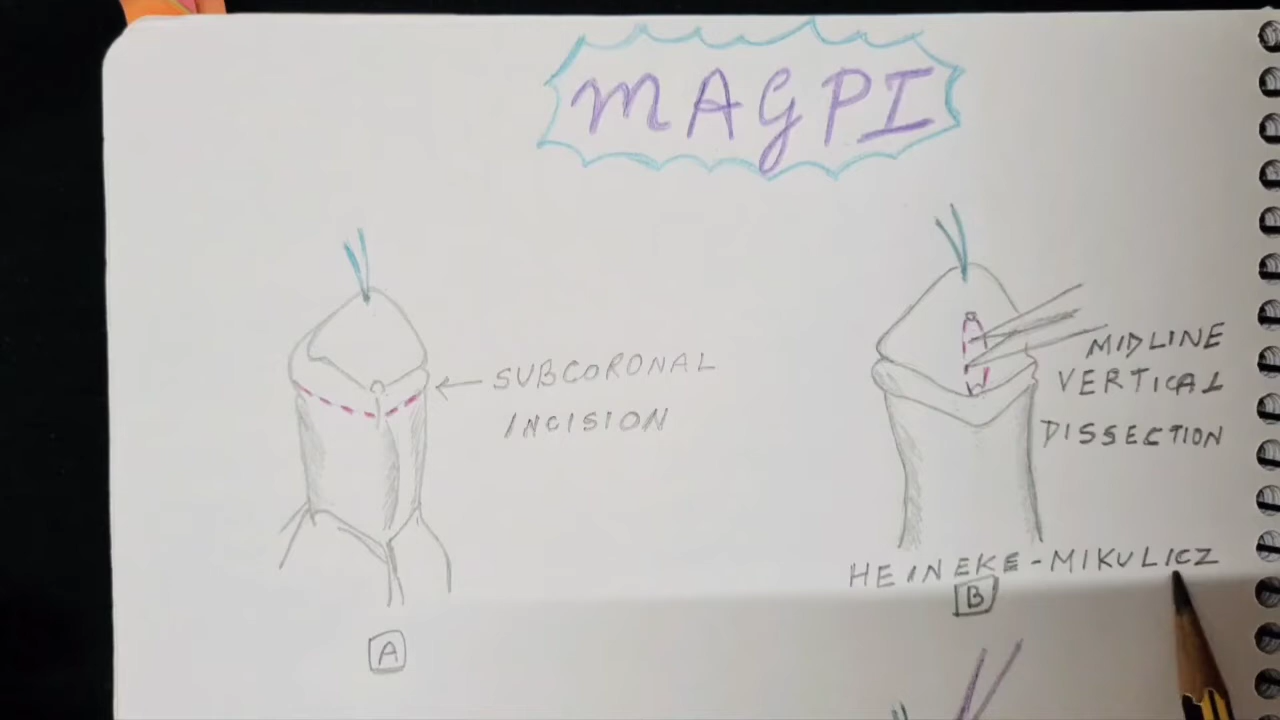 MAGPI
SUBCORONAL
INCISION
A
MIDLINE
VERTICAL
DISSECTION
HEINEKE-MIKULICZ
B